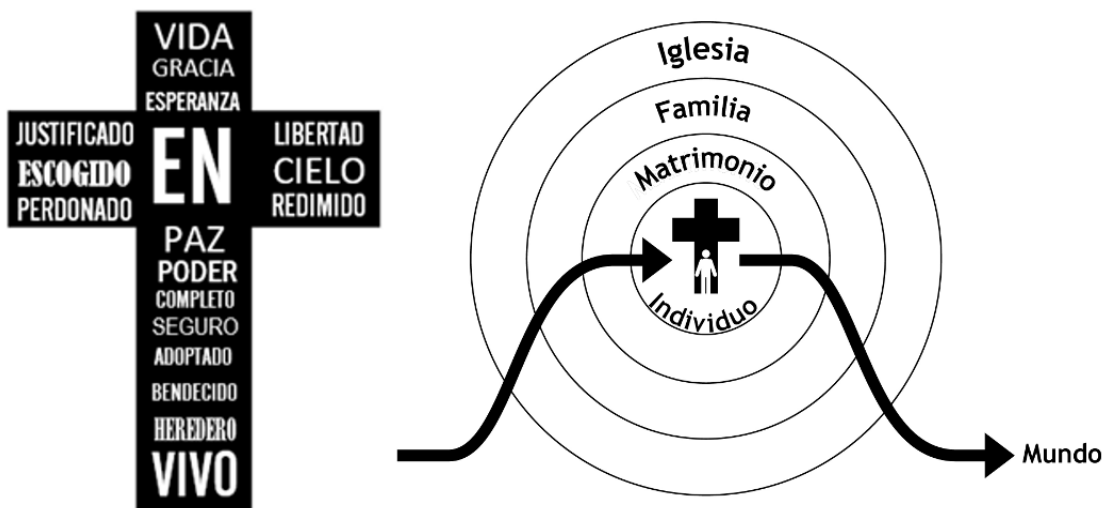 VIDA
GRACIA
ESPERANZA
JUSTIFICADO
ESCOGIDO
PERDONADO
EN
LIBERTAD
CIELO
REDIMIDO
PAZ
PODER
COMPLETO
SEGURO
ADOPTADO
BENDECIDO
HEREDERO
VIVO
Iglesia
Familia
Matrimonio
Individuo
Mundo